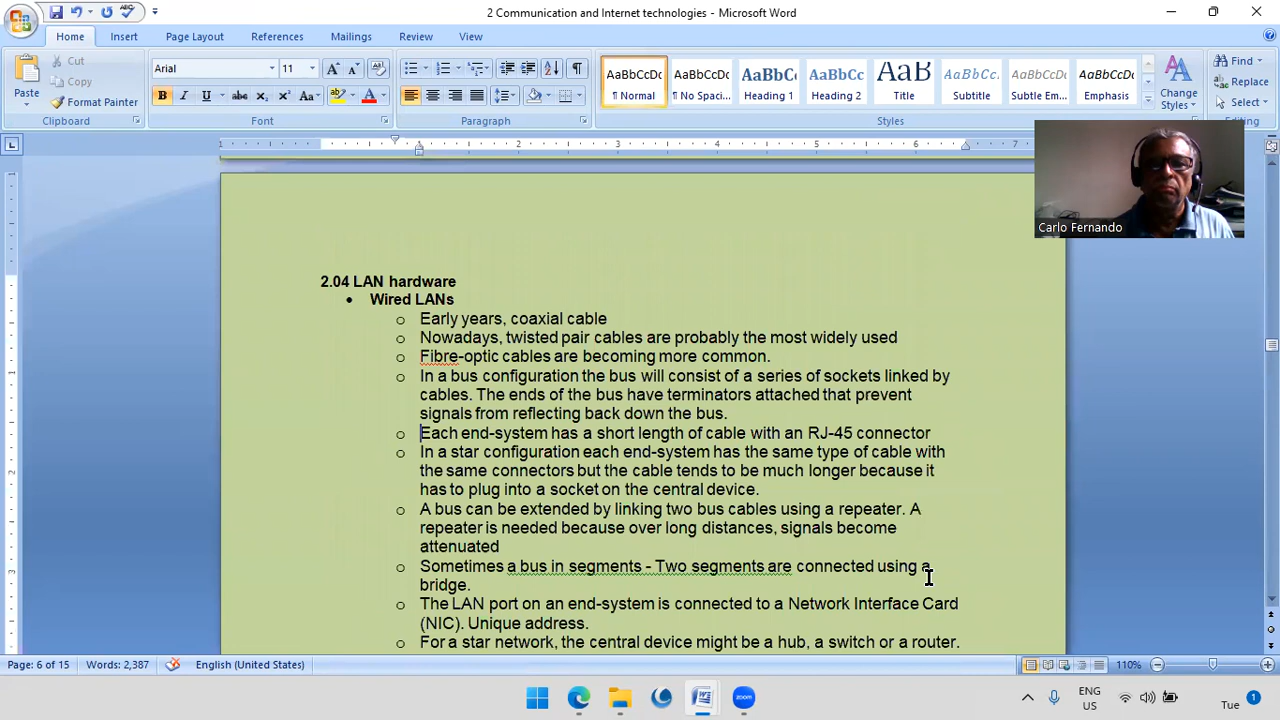 2 Communication and Internet technologies - Microsoft Word
Home Insert Page Layout References Mailings Review View
Cut
Copy
Format Painter
Paste
Clipboard
Arial 11
Font
Paragraph
AaBbCcDc AaBbCcDc AaBbCc AaBbCc AaB AaBbCcL AaBbCcDc AaBbCcDc
¶ Normal ¶ No Spaci... Heading 1 Heading 2 Title Subtitle Subtle Em... Emphasis
Change Styles
Styles
Find
Replace
Select
Editing
Carlo Fernando
2.04 LAN hardware
• Wired LANs
o Early years, coaxial cable
o Nowadays, twisted pair cables are probably the most widely used
o Fibre-optic cables are becoming more common.
o In a bus configuration the bus will consist of a series of sockets linked by
cables. The ends of the bus have terminators attached that prevent
signals from reflecting back down the bus.
o Each end-system has a short length of cable with an RJ-45 connector
o In a star configuration each end-system has the same type of cable with
the same connectors but the cable tends to be much longer because it
has to plug into a socket on the central device.
o A bus can be extended by linking two bus cables using a repeater. A
repeater is needed because over long distances, signals become
attenuated
o Sometimes a bus in segments - Two segments are connected using a
bridge.
o The LAN port on an end-system is connected to a Network Interface Card
(NIC). Unique address.
o For a star network, the central device might be a hub, a switch or a router.
Page: 6 of 15 Words: 2,387 English (United States) 110%
ENG
US
Tue